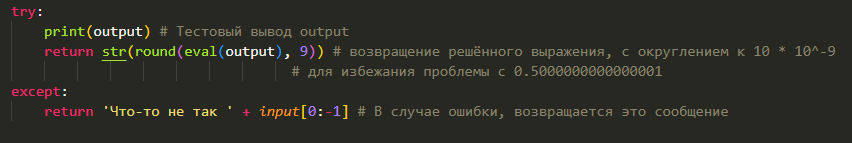 try:
print(output) # Тестовый вывод output
return str(round(eval(output), 9)) # возвращение решённого выражения, с округлением к 10 * 10^-9
# для избежания проблемы с 0.5000000000000001
except:
return 'Что-то не так ' + input[0:-1] # В случае ошибки, возвращается это сообщение